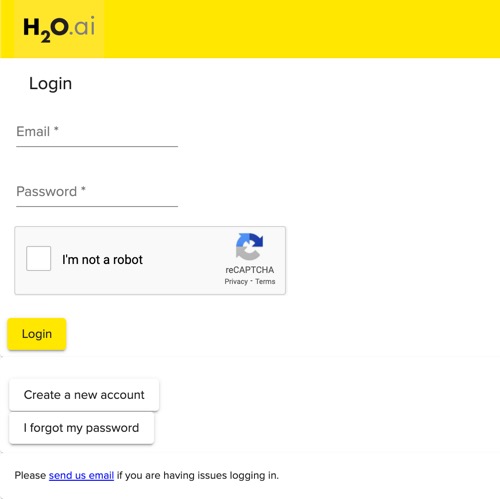 H2O.ai
Login
Email *
Password *
I'm not a robot
reCAPTCHA
Privacy - Terms
Login
Create a new account
I forgot my password
Please send us email if you are having issues logging in.